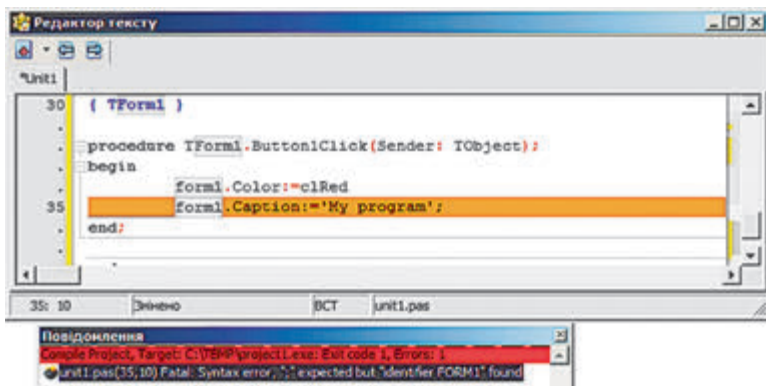 Редактор тексту
*Unit1
30 { TForm1 }
procedure TForm1.Button1Click(Sender: TObject);
begin
form1.Color:=clRed
35 form1.Caption:='My program';
end;
35: 10 Змінено ВСТ unit1.pas
Повідомлення
Compile Project, Target: C:\TEMP\project1.exe: Exit code 1, Errors: 1
unit1.pas(35,10) Fatal: Syntax error, ";" expected but "identifier FORM1" found